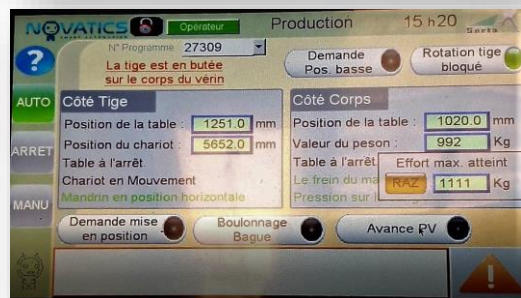 NOVATICS
Opérateur
Production
15 h20
Serta
N° Programme 27309
La tige est en butée
sur le corps du vérin
Demande
Pos. basse
Rotation tige
bloqué
?
AUTO
ARRET
MANU
Côté Tige
Position de la table : 1251.0 mm
Position du chariot : 5652.0 mm
Table à l'arrêt
Chariot en Mouvement
Mandrin en position horizontale
Côté Corps
Position de la table : 1020.0 mm
Valeur du peson : 992 Kg
Table à l'arrêt
Le frein du ma
Pression sur l
Effort max. atteint
RAZ 1111 Kg
Demande mise
en position
Boulonnage
Bague
Avance PV
!